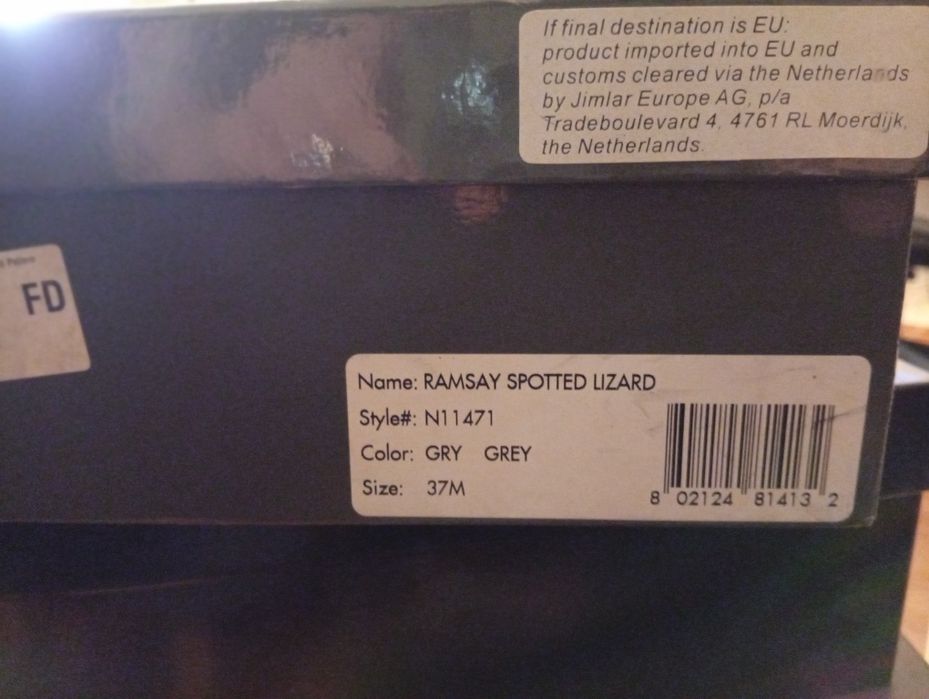 If final destination is EU:
product imported into EU and
customs cleared via the Netherlands
by Jimlar Europe AG, p/a
Tradeboulevard 4, 4761 RL Moerdijk,
the Netherlands.
FD
Name: RAMSAY SPOTTED LIZARD
Style#: N11471
Color: GRY GREY
Size: 37M
8 02124 81413 2